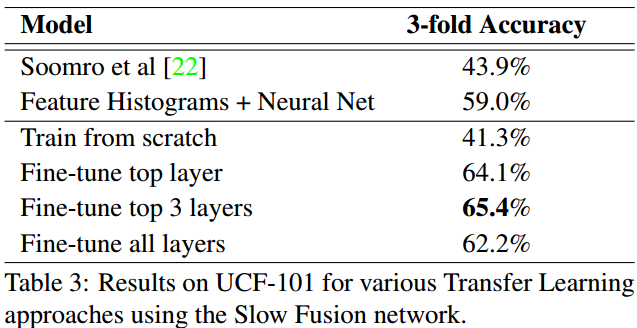 Model 3-fold Accuracy
Soomro et al [22] 43.9%
Feature Histograms + Neural Net 59.0%
Train from scratch 41.3%
Fine-tune top layer 64.1%
Fine-tune top 3 layers 65.4%
Fine-tune all layers 62.2%
Table 3: Results on UCF-101 for various Transfer Learning
approaches using the Slow Fusion network.